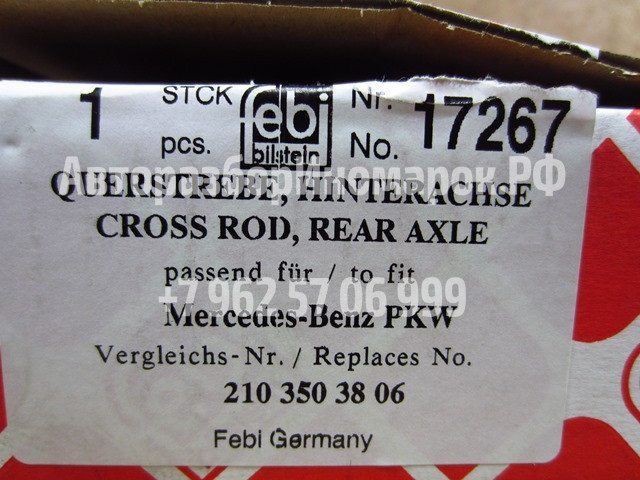 1 STCK febi Nr.
pcs. bilstein No. 17267
АвторазборИномарок.РФ
QUERSTREBE, HINTERACHSE
CROSS ROD, REAR AXLE
passend für / to fit
+7 962 57 06 999
Mercedes-Benz PKW
Vergleichs-Nr. / Replaces No.
210 350 38 06
Febi Germany